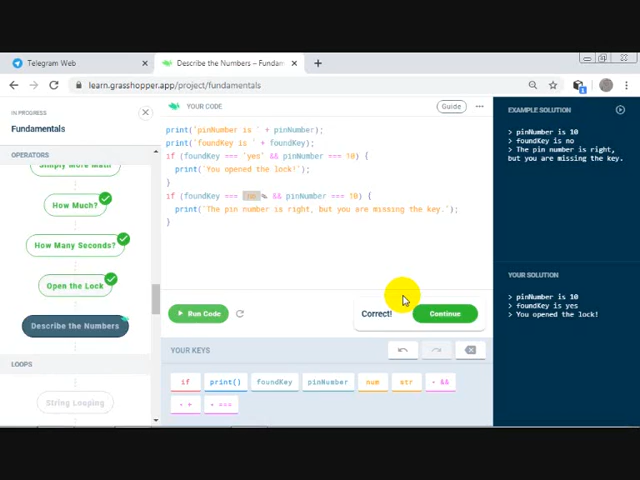 Telegram Web
Describe the Numbers – Fundam
learn.grasshopper.app/project/fundamentals
IN PROGRESS
Fundamentals
OPERATORS
Simply More Math
How Much?
How Many Seconds?
Open the Lock
Describe the Numbers
LOOPS
String Looping
YOUR CODE
Guide
print('pinNumber is ' + pinNumber);
print('foundKey is ' + foundKey);
if (foundKey === 'yes' && pinNumber === 10) {
print('You opened the lock!');
}
if (foundKey === 'no' && pinNumber === 10) {
print('The pin number is right, but you are missing the key.');
}
Run Code
Correct!
Continue
YOUR KEYS
if
print()
foundKey
pinNumber
num
str
&&
+
===
EXAMPLE SOLUTION
> pinNumber is 10
> foundKey is no
> The pin number is right,
but you are missing the key.
YOUR SOLUTION
> pinNumber is 10
> foundKey is yes
> You opened the lock!